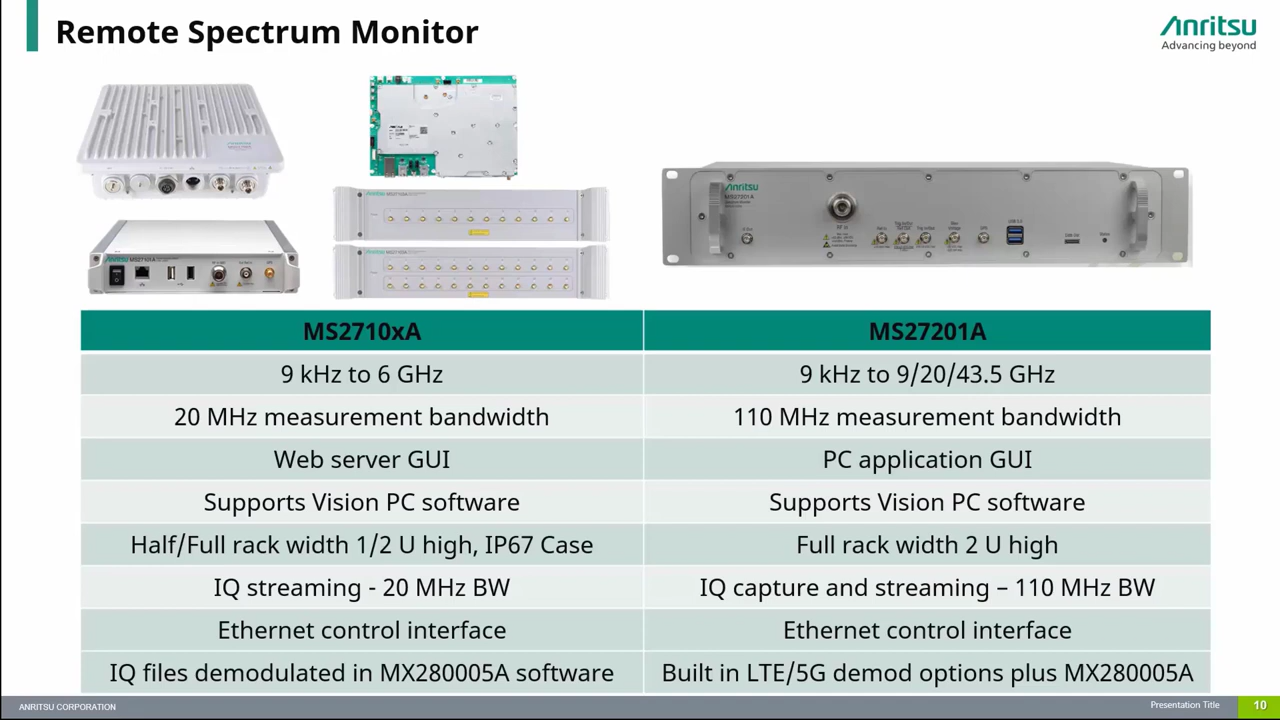 Remote Spectrum Monitor
Anritsu
Advancing beyond
Anritsu
MS27201A
MS2710xA
MS27201A
9 kHz to 6 GHz
9 kHz to 9/20/43.5 GHz
20 MHz measurement bandwidth
110 MHz measurement bandwidth
Web server GUI
PC application GUI
Supports Vision PC software
Supports Vision PC software
Half/Full rack width 1/2 U high, IP67 Case
Full rack width 2 U high
IQ streaming - 20 MHz BW
IQ capture and streaming – 110 MHz BW
Ethernet control interface
Ethernet control interface
IQ files demodulated in MX280005A software
Built in LTE/5G demod options plus MX280005A
ANRITSU CORPORATION
Presentation Title
10